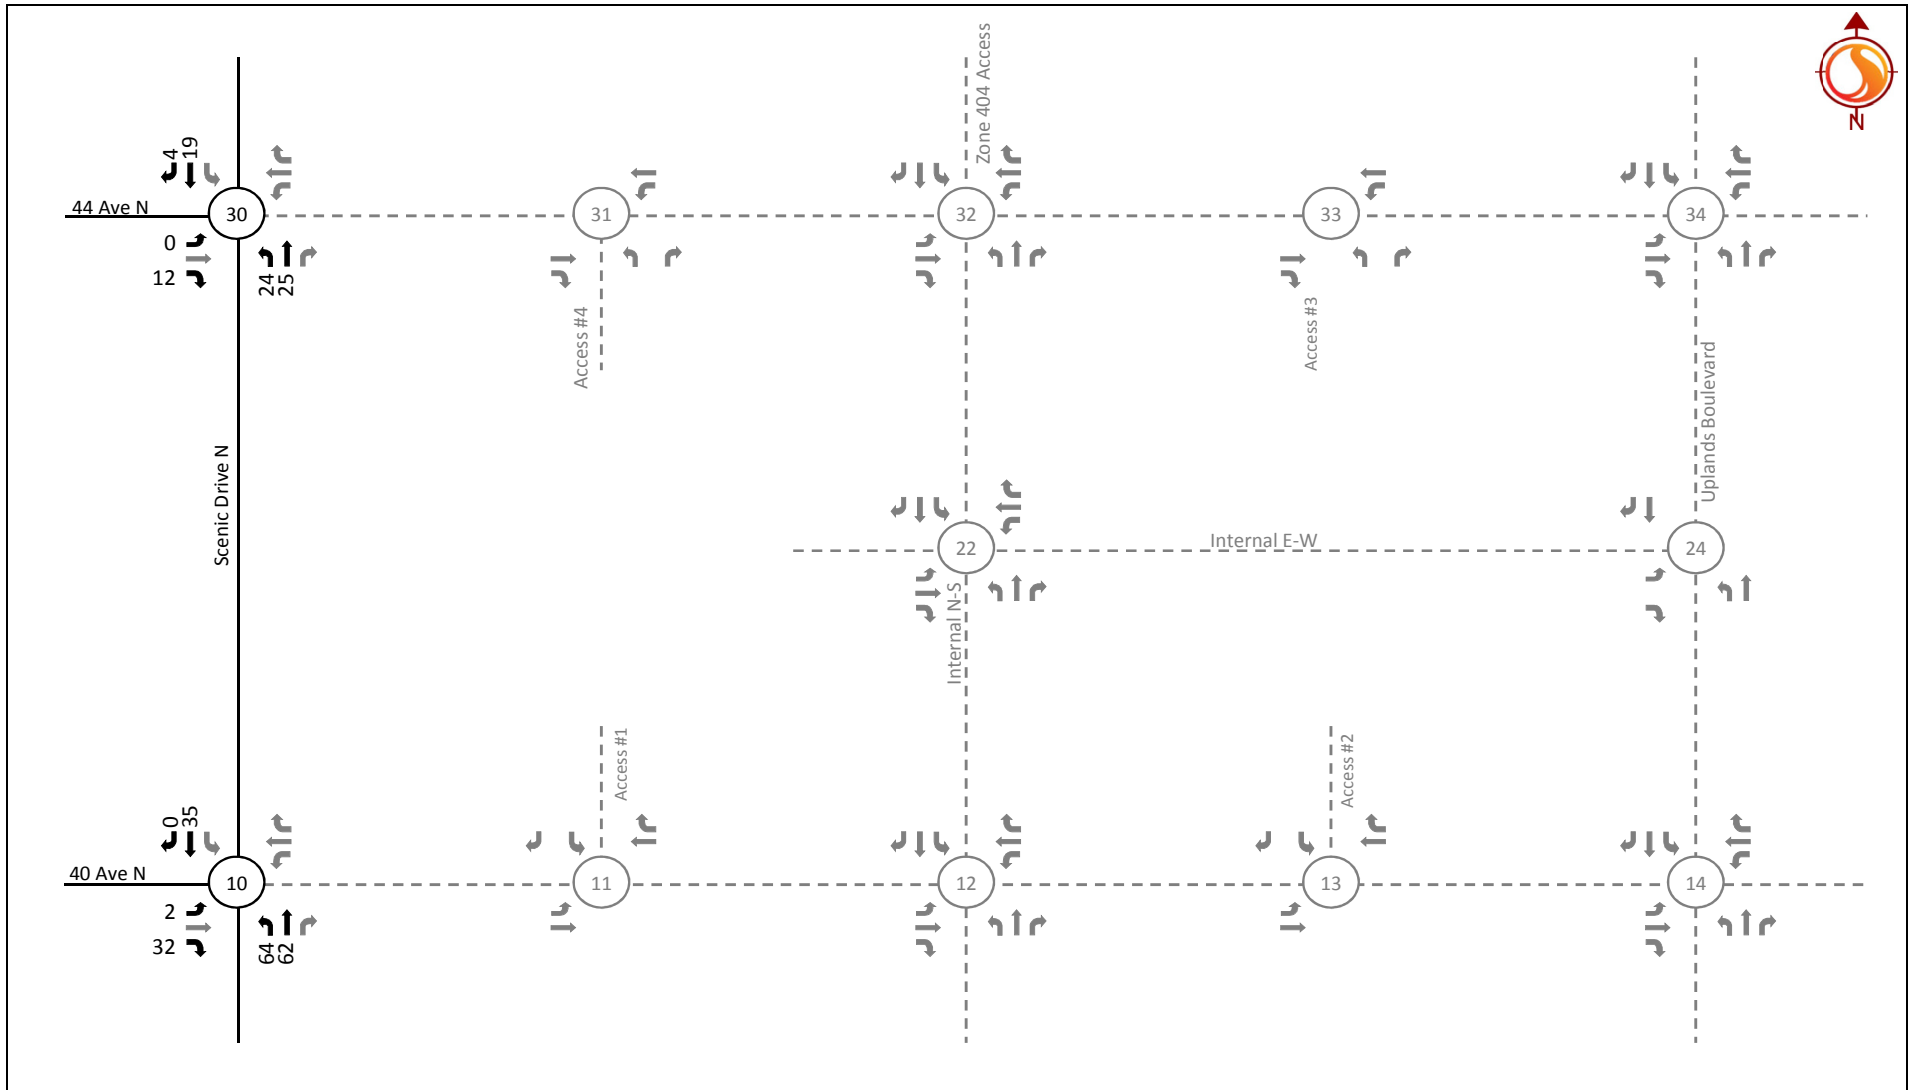 Zone 404 Access
N
4
19
44 Ave N
30
31
32
33
34
0
12
24
25
Access #4
Access #3
Uplands Boulevard
Scenic Drive N
22
Internal E-W
24
Internal N-S
Access #1
Access #2
0
35
40 Ave N
10
11
12
13
14
2
32
64
62